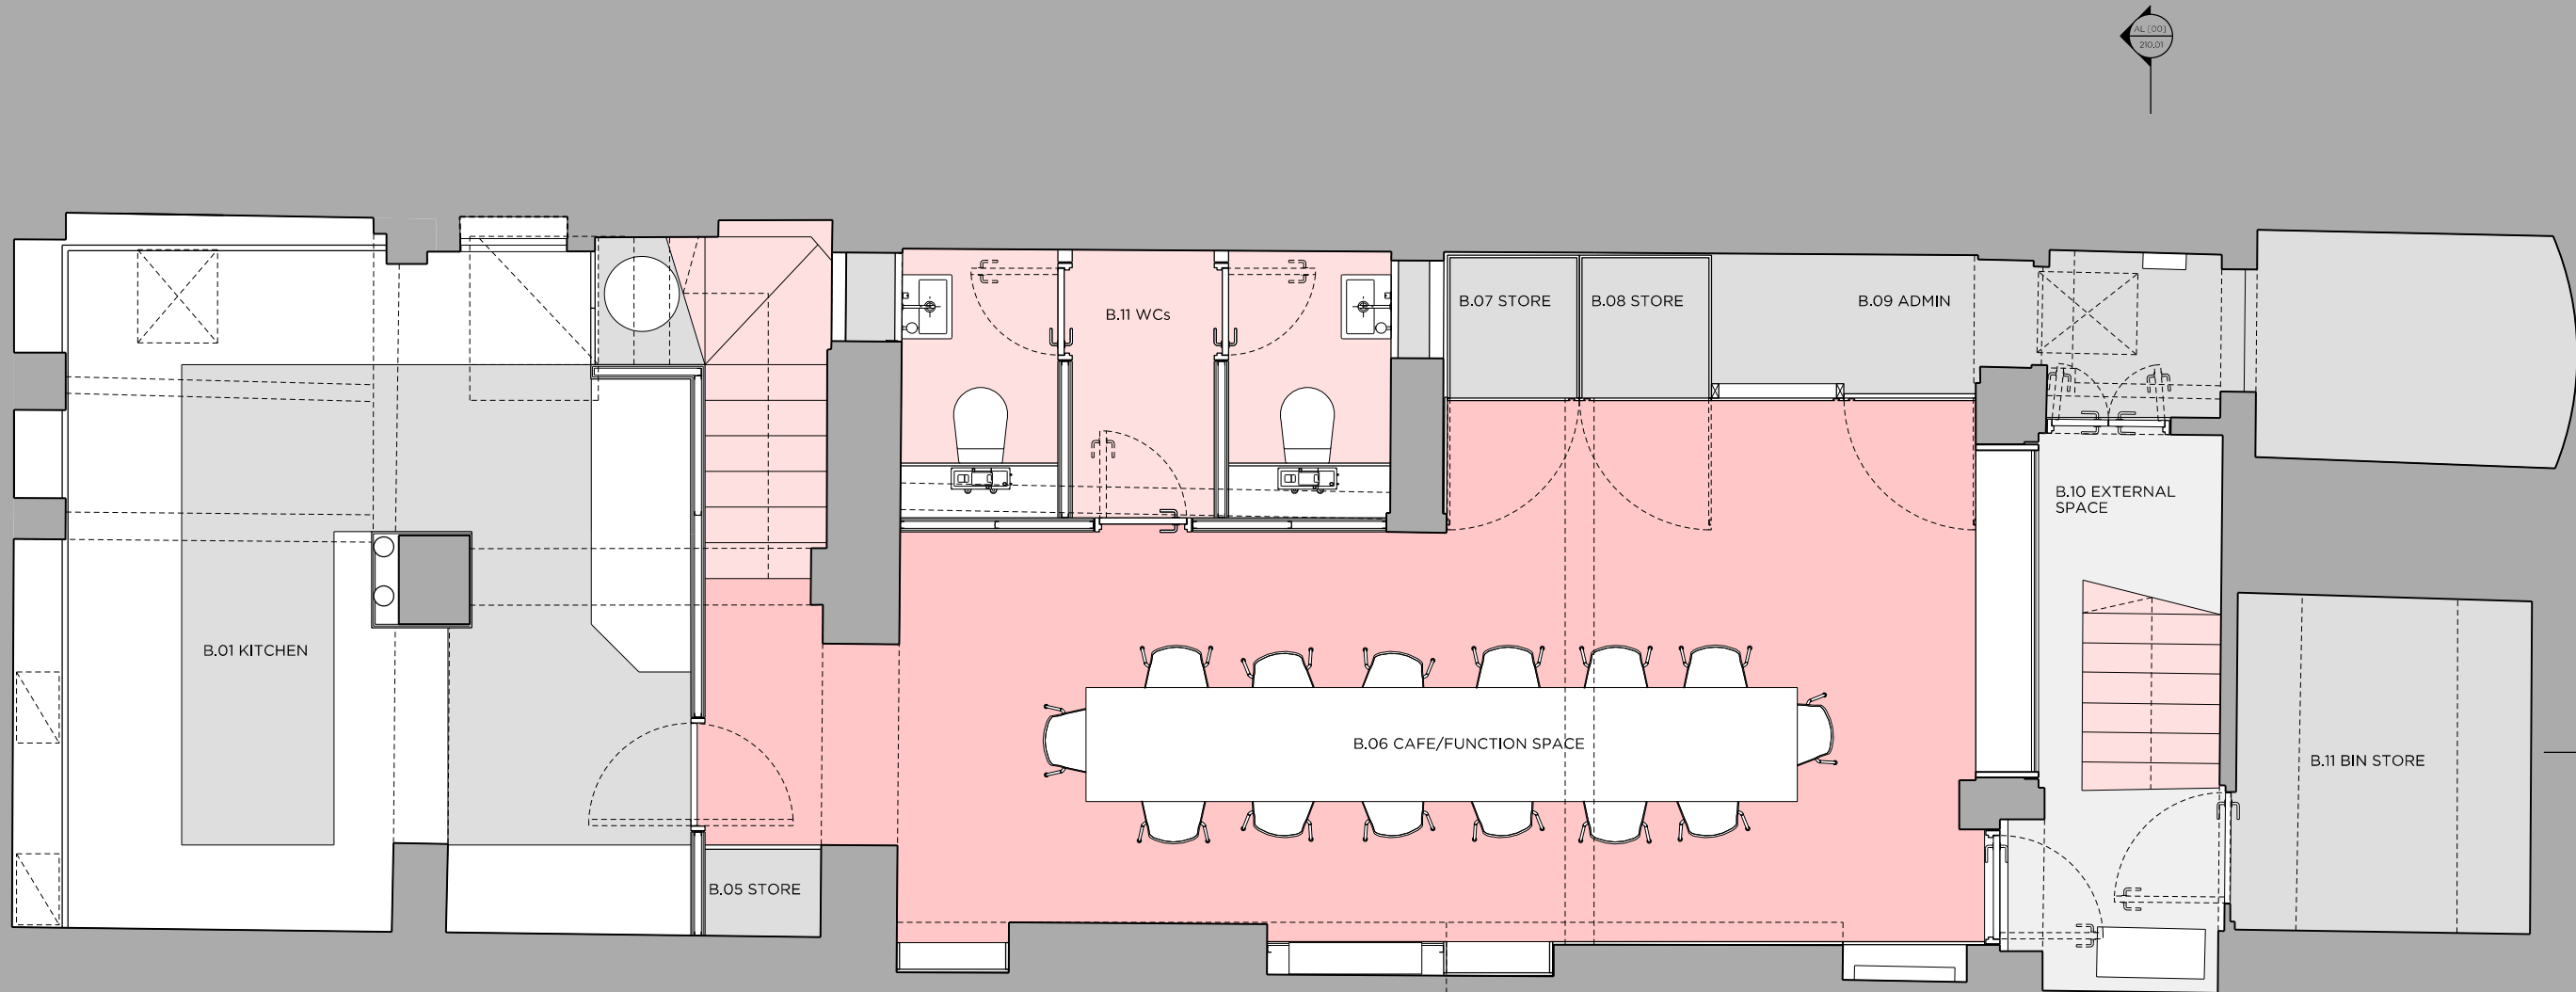 AL [00]
210.01
B.07 STORE
B.08 STORE
B.09 ADMIN
B.11 WCs
B.10 EXTERNAL
SPACE
B.01 KITCHEN
B.06 CAFE/FUNCTION SPACE
B.11 BIN STORE
B.05 STORE